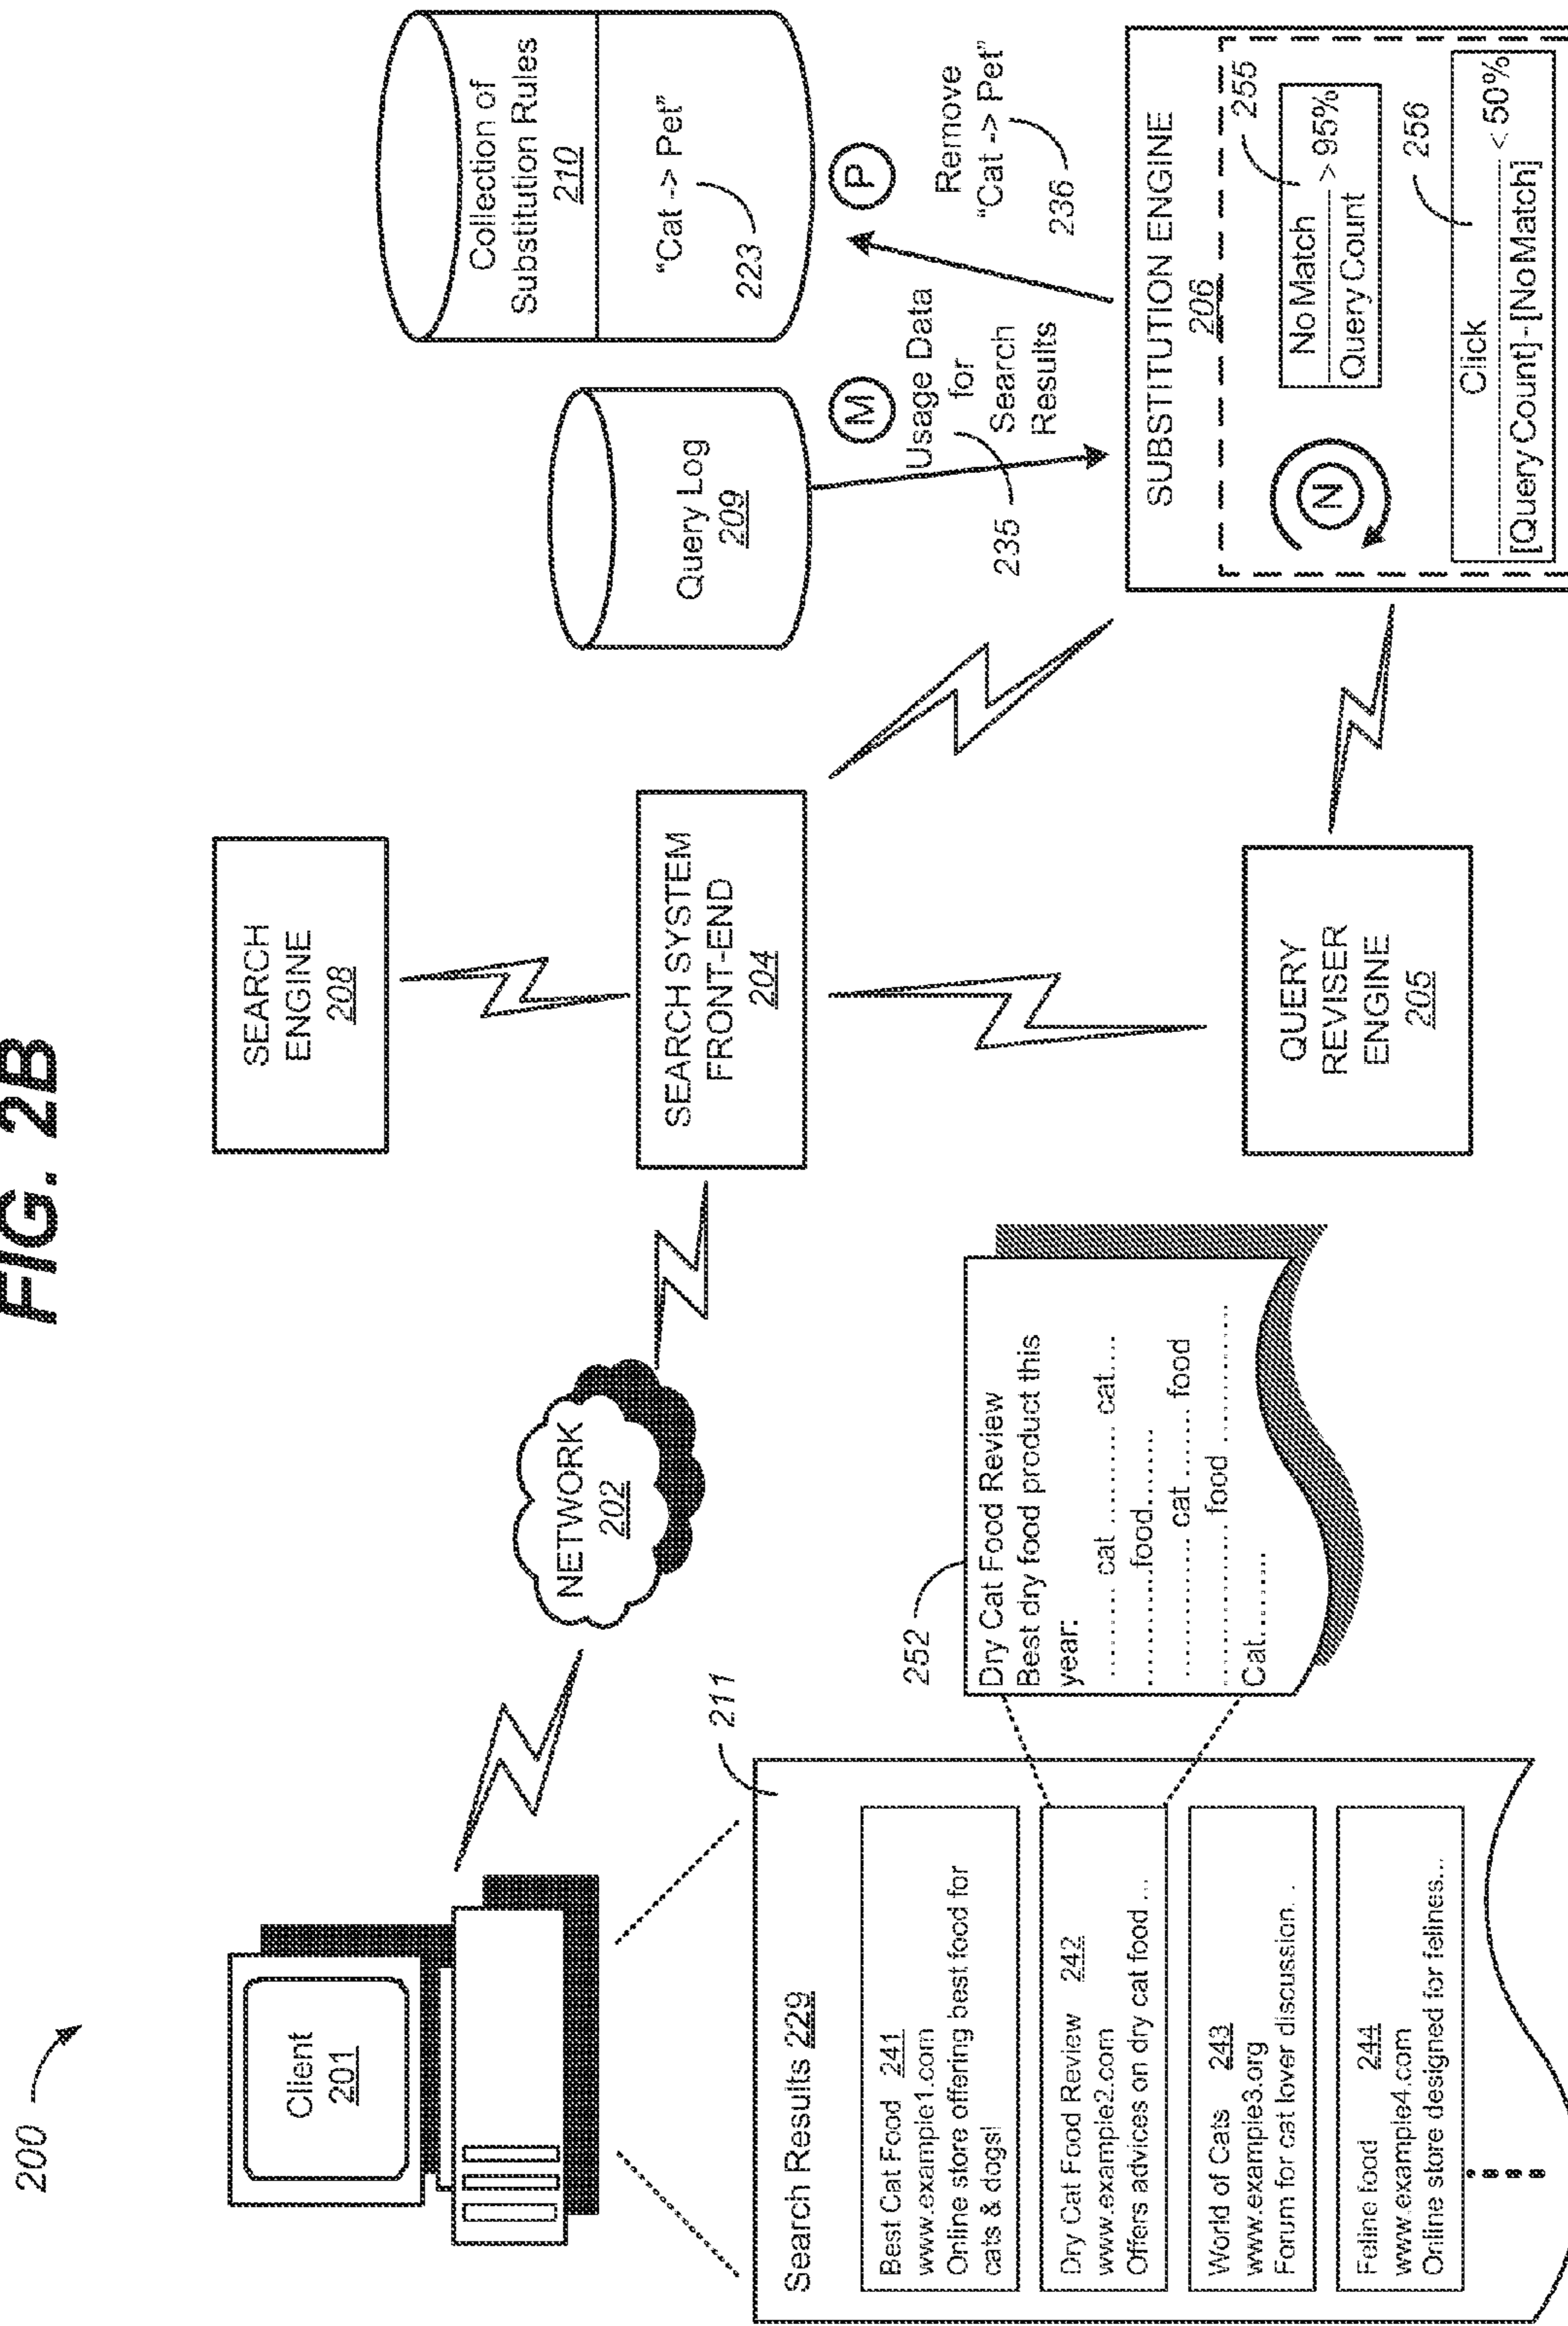 FIG. 2B
200
Client
201
NETWORK
202
SEARCH
ENGINE
208
SEARCH SYSTEM
FRONT-END
204
QUERY
REVISER
ENGINE
205
Query Log
209
Collection of
Substitution Rules
210
"Cat -> Pet"
223
M
Usage Data
for
Search
Results
235
P
Remove
"Cat -> Pet"
236
SUBSTITUTION ENGINE
206
N
No Match
Query Count
> 95%
255
Click
[Query Count]-[No Match]
< 50%
256
211
Search Results 229
Best Cat Food 241
www.example1.com
Online store offering best food for
cats & dogs!
Dry Cat Food Review 242
www.example2.com
Offers advices on dry cat food ...
World of Cats 243
www.example3.org
Forum for cat lover discussion...
Feline food 244
www.example4.com
Online store designed for felines...
252
Dry Cat Food Review
Best dry food product this
year:
......... cat .......... cat....
.............food.........
............. cat ...... food
................ food ..............
Cat..........